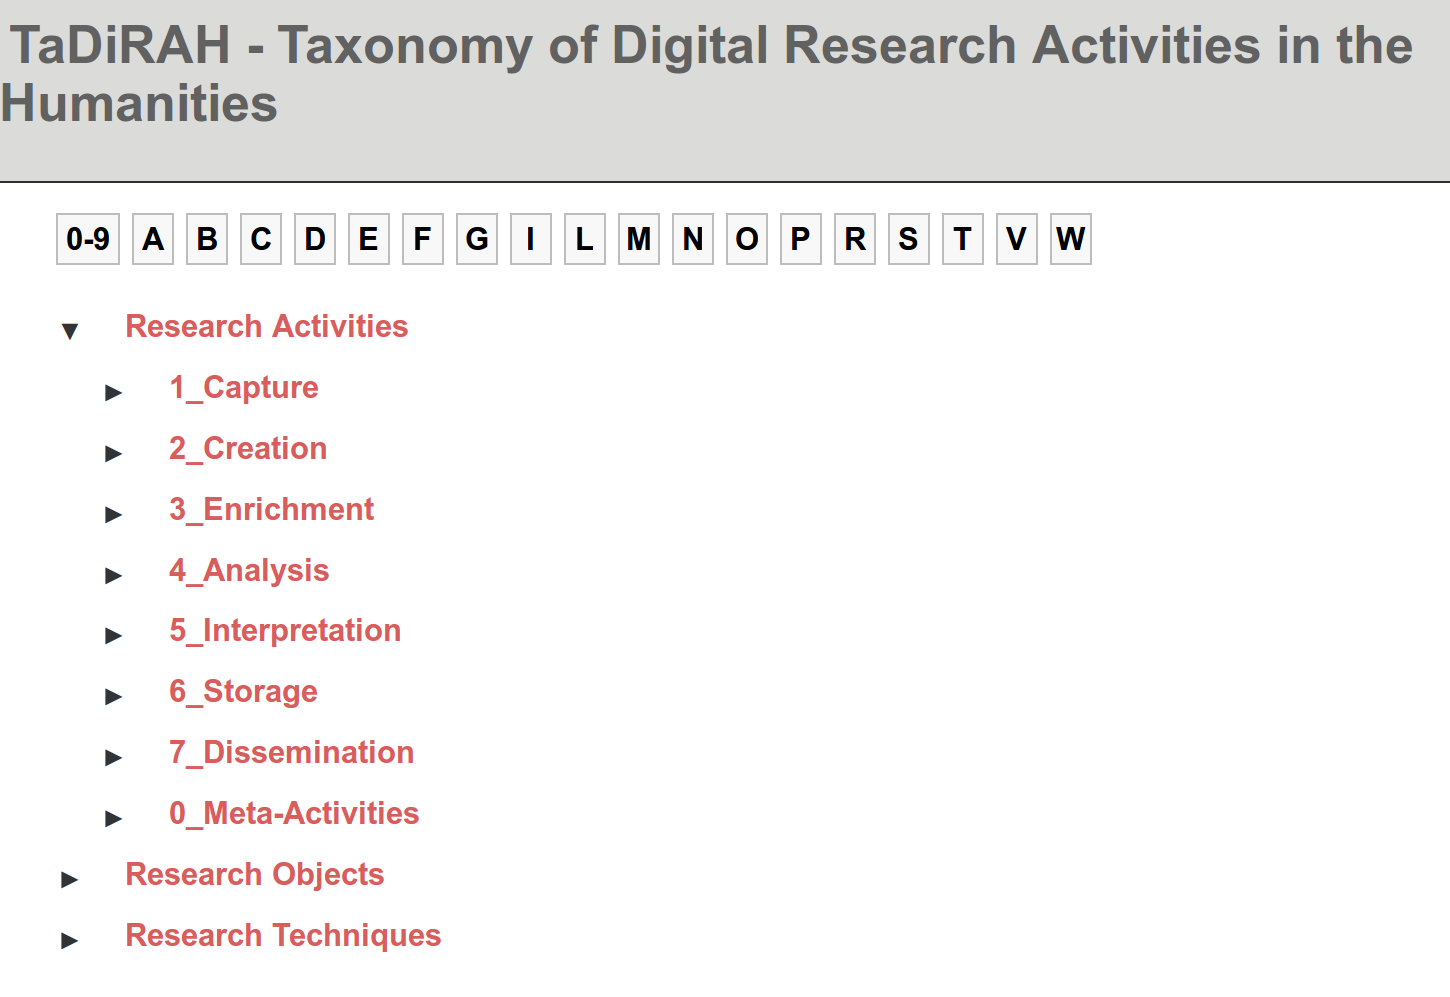 TaDiRAH - Taxonomy of Digital Research Activities in the
Humanities
0-9 A B C D E F G I L M N O P R S T V W
Research Activities
1_Capture
2_Creation
3_Enrichment
4_Analysis
5_Interpretation
6_Storage
7_Dissemination
0_Meta-Activities
Research Objects
Research Techniques